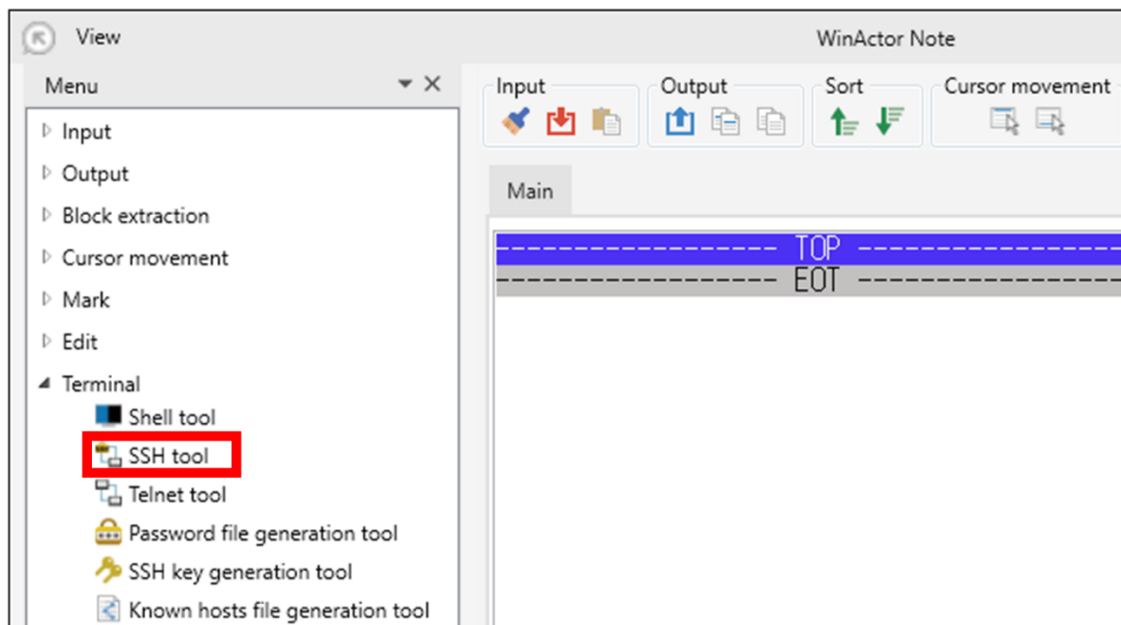 View
WinActor Note
Menu
Input
Output
Block extraction
Cursor movement
Mark
Edit
Terminal
Shell tool
SSH tool
Telnet tool
Password file generation tool
SSH key generation tool
Known hosts file generation tool
Input
Output
Sort
Cursor movement
Main
------------------ TOP -----------------
------------------ EOT -----------------